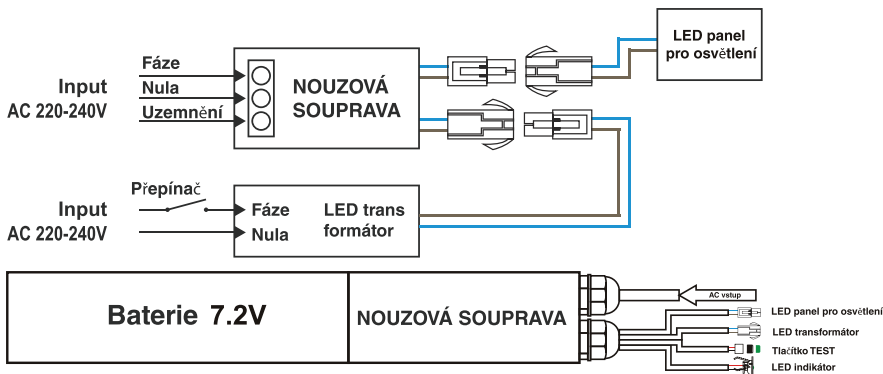 LED panel
pro osvětlení
Input
AC 220-240V
Fáze
Nula
Uzemnění
NOUZOVÁ
SOUPRAVA
Přepínač
Input
AC 220-240V
Fáze
Nula
LED trans
formátor
Baterie 7.2V
NOUZOVÁ SOUPRAVA
AC vstup
LED panel pro osvětlení
LED transformátor
Tlačítko TEST
LED indikátor